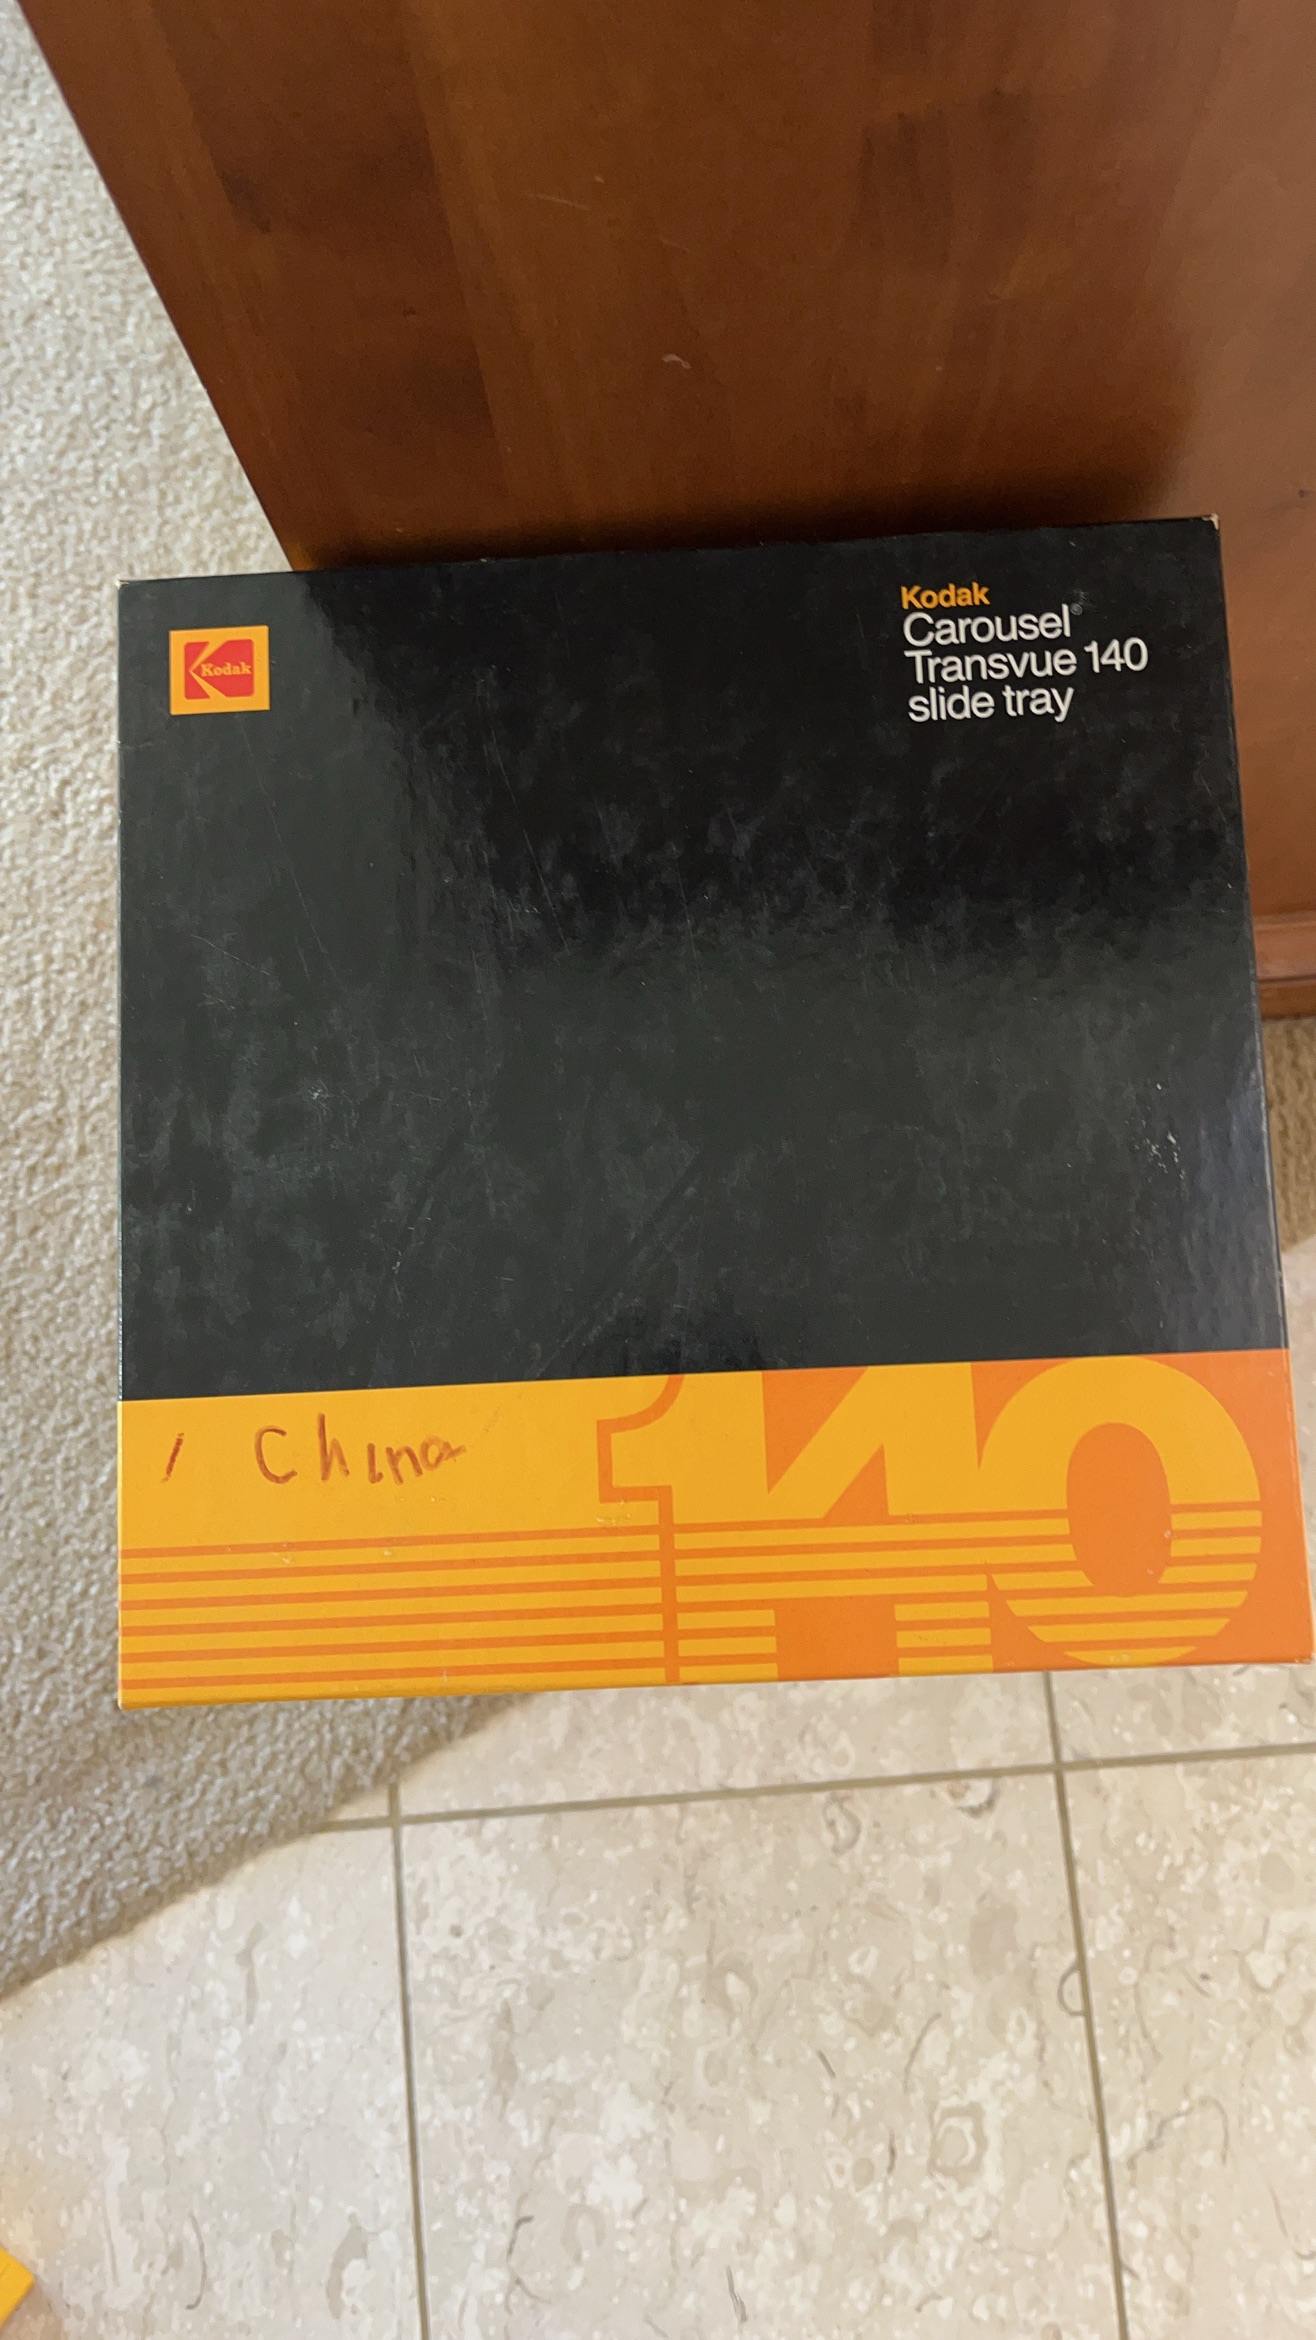 Kodak
Kodak
Carousel®
Transvue 140
slide tray
1 China
140